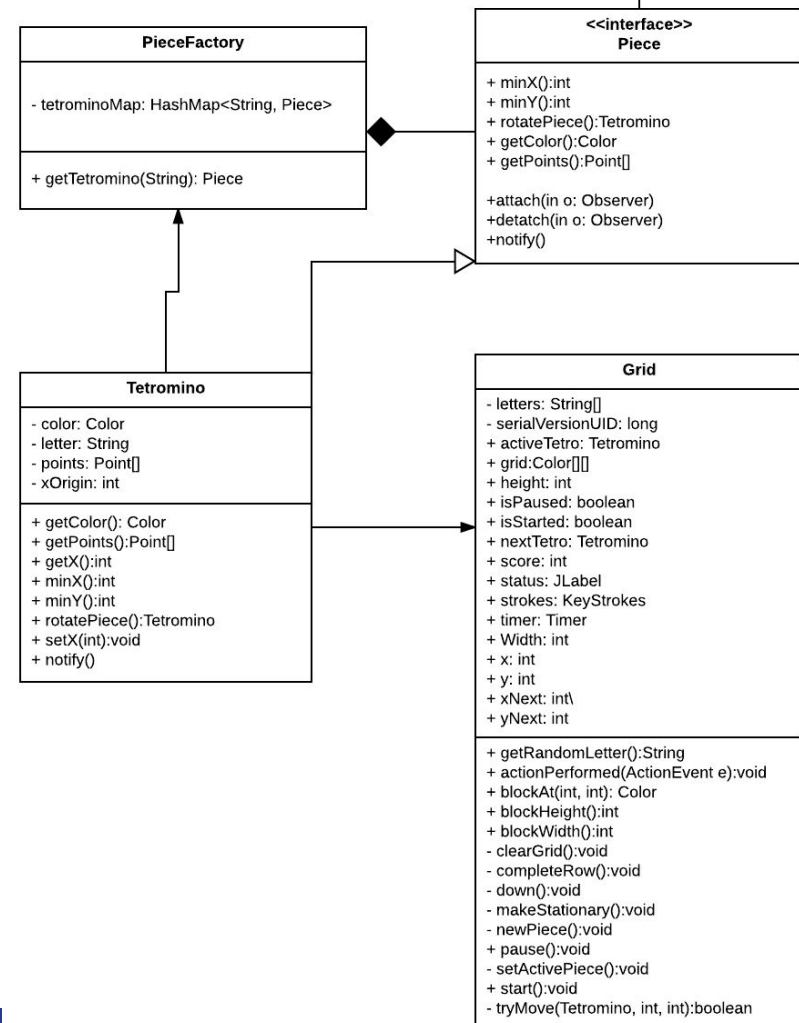 PieceFactory
- tetrominoMap: HashMap<String, Piece>
+ getTetromino(String): Piece
<<interface>>
Piece
+ minX():int
+ minY():int
+ rotatePiece():Tetromino
+ getColor():Color
+ getPoints():Point[]
+attach(in o: Observer)
+detatch(in o: Observer)
+notify()
Tetromino
- color: Color
- letter: String
- points: Point[]
- xOrigin: int
+ getColor(): Color
+ getPoints():Point[]
+ getX():int
+ minX():int
+ minY():int
+ rotatePiece():Tetromino
+ setX(int):void
+ notify()
Grid
- letters: String[]
- serialVersionUID: long
+ activeTetro: Tetromino
+ grid:Color[][]
+ height: int
+ isPaused: boolean
+ isStarted: boolean
+ nextTetro: Tetromino
+ score: int
+ status: JLabel
+ strokes: KeyStrokes
+ timer: Timer
+ Width: int
+ x: int
+ y: int
+ xNext: int\
+ yNext: int
+ getRandomLetter():String
+ actionPerformed(ActionEvent e):void
+ blockAt(int, int): Color
+ blockHeight():int
+ blockWidth():int
- clearGrid():void
- completeRow():void
- down():void
- makeStationary():void
- newPiece():void
+ pause():void
- setActivePiece():void
+ start():void
- tryMove(Tetromino, int, int):boolean